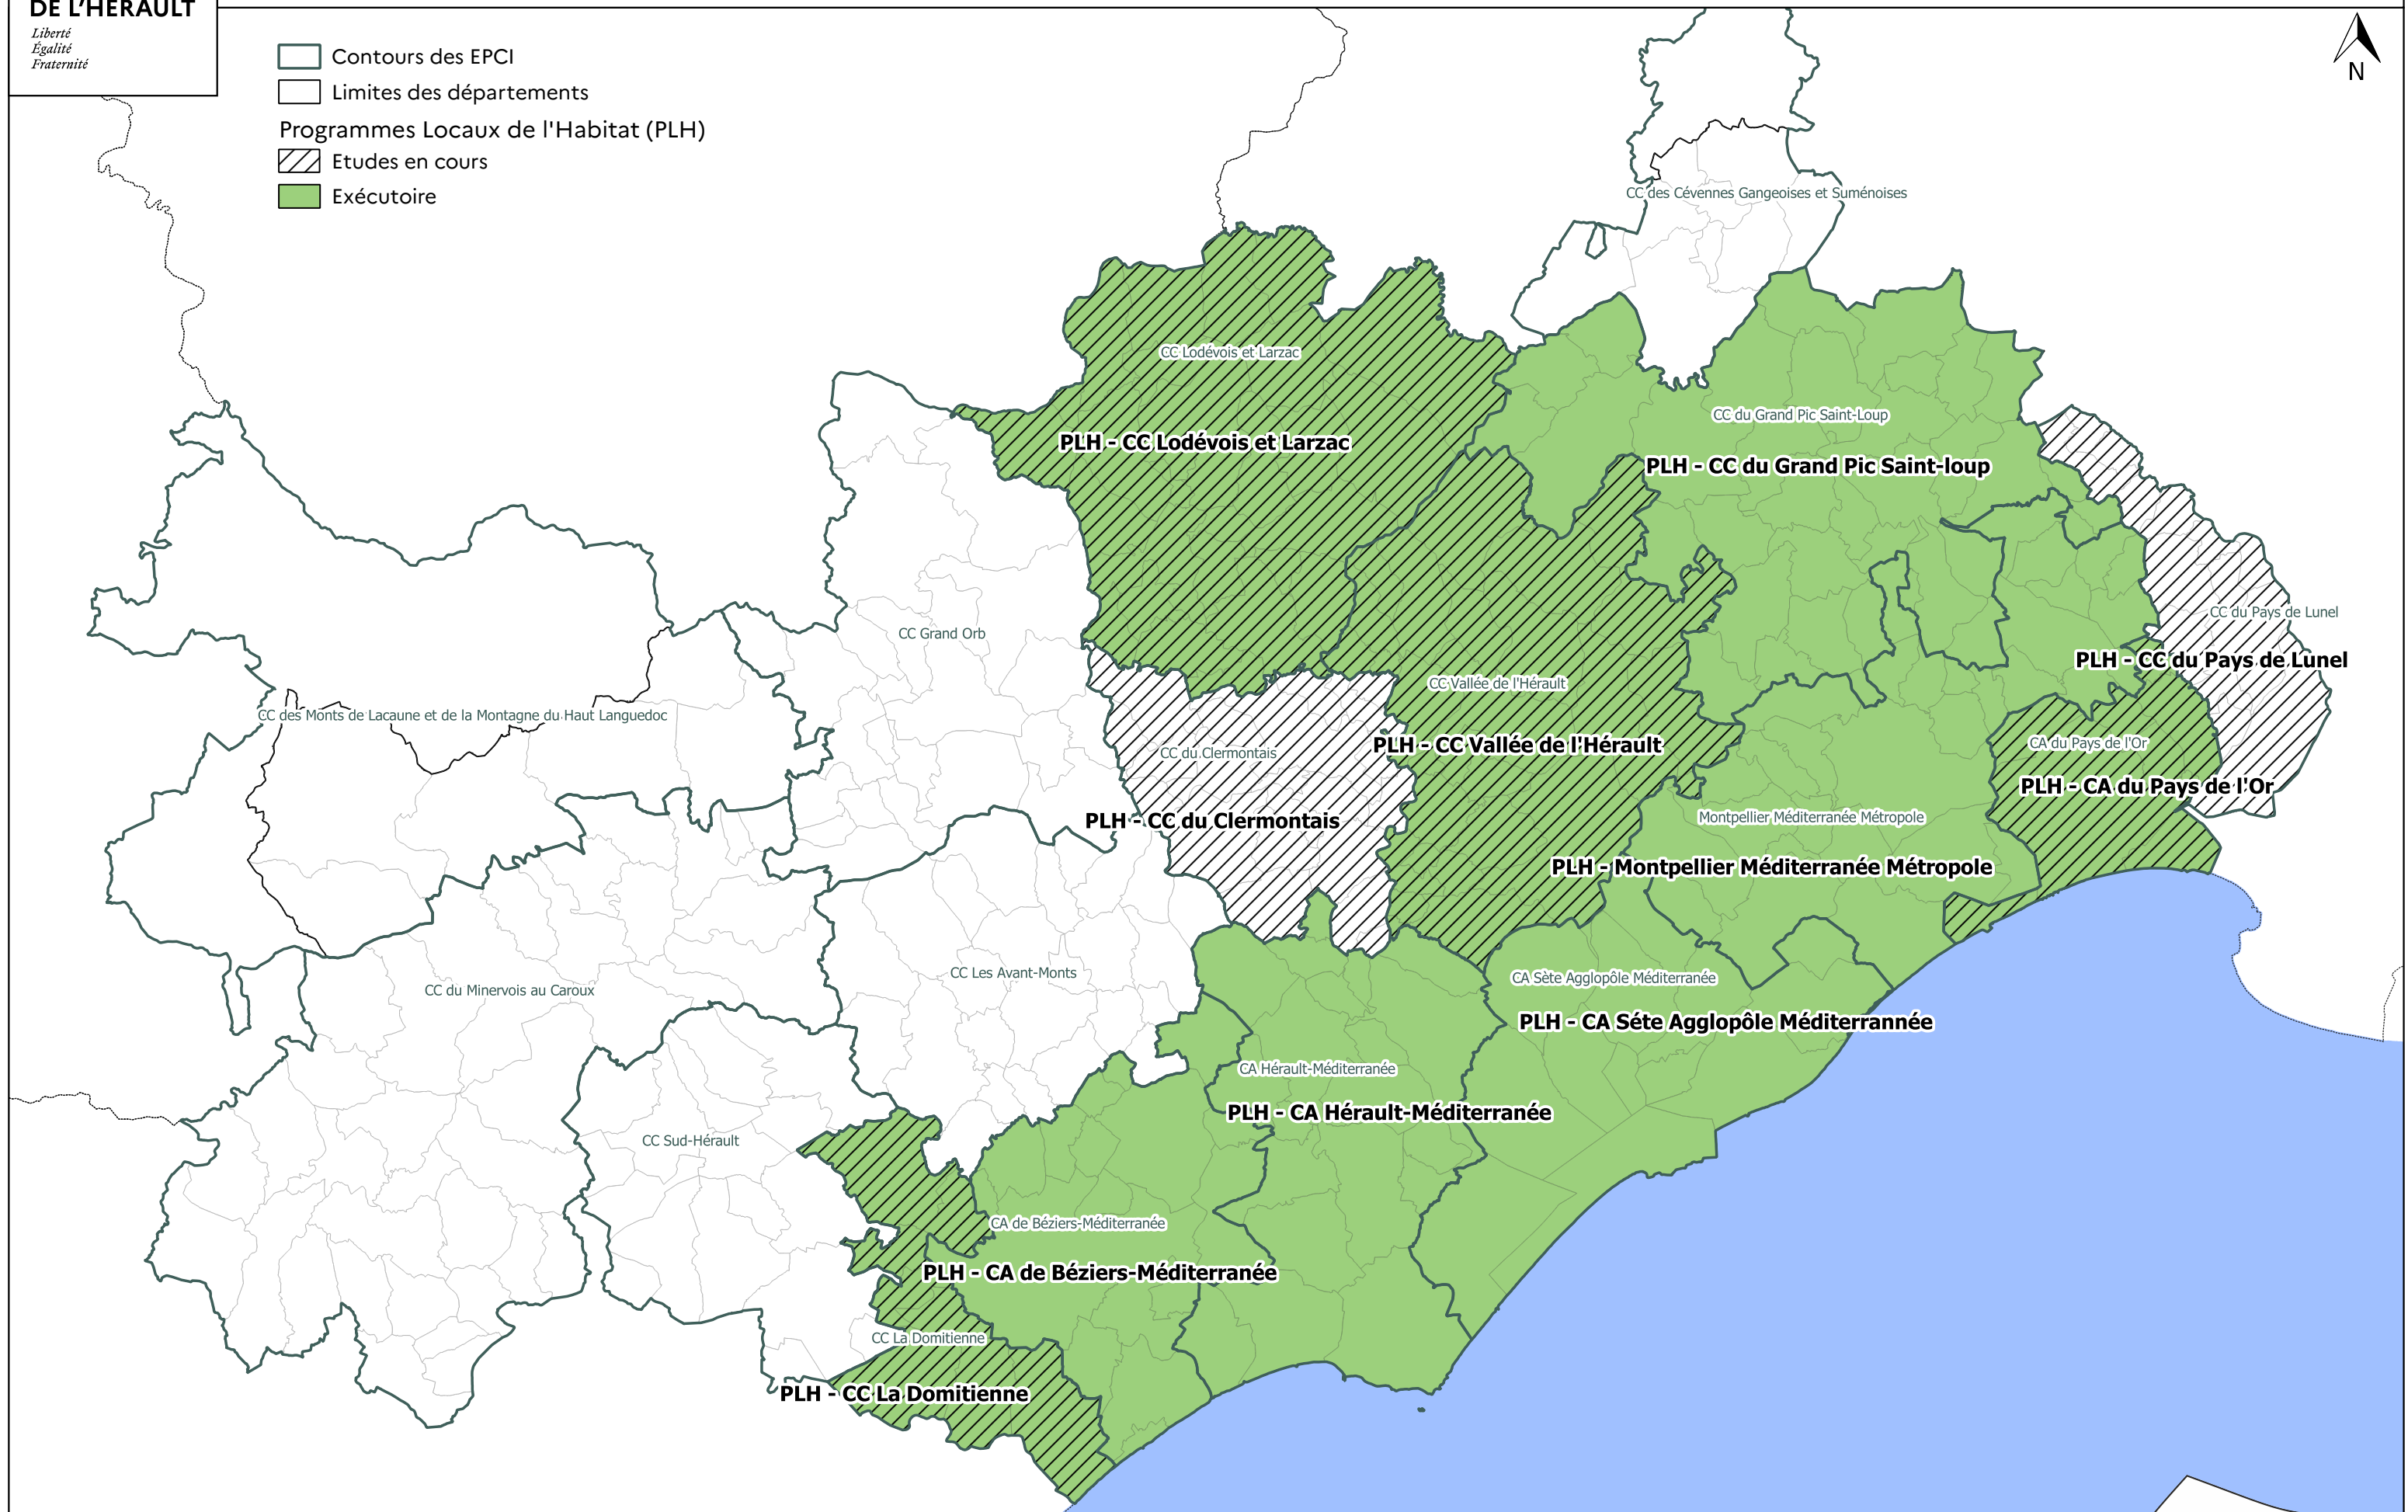 DE L'HÉRAULT
Liberté
Égalité
Fraternité
Contours des EPCI
Limites des départements
Programmes Locaux de l'Habitat (PLH)
Etudes en cours
Exécutoire
N
CC des Cévennes Gangeoises et Suménoises
CC Lodévois et Larzac
PLH - CC Lodévois et Larzac
CC du Grand Pic Saint-Loup
PLH - CC du Grand Pic Saint-loup
CC du Pays de Lunel
PLH - CC du Pays de Lunel
CC Grand Orb
CC Vallée de l'Hérault
PLH - CC Vallée de l'Hérault
CC des Monts de Lacaune et de la Montagne du Haut Languedoc
CC du Clermontais
PLH - CC du Clermontais
CA du Pays de l'Or
PLH - CA du Pays de l'Or
Montpellier Méditerranée Métropole
PLH - Montpellier Méditerranée Métropole
CC Les Avant-Monts
CC du Minervois au Caroux
CA Sète Agglopôle Méditerranée
PLH - CA Séte Agglopôle Méditerrannée
CA Hérault-Méditerranée
PLH - CA Hérault-Méditerranée
CC Sud-Hérault
CA de Béziers-Méditerranée
PLH - CA de Béziers-Méditerranée
CC La Domitienne
PLH - CC La Domitienne